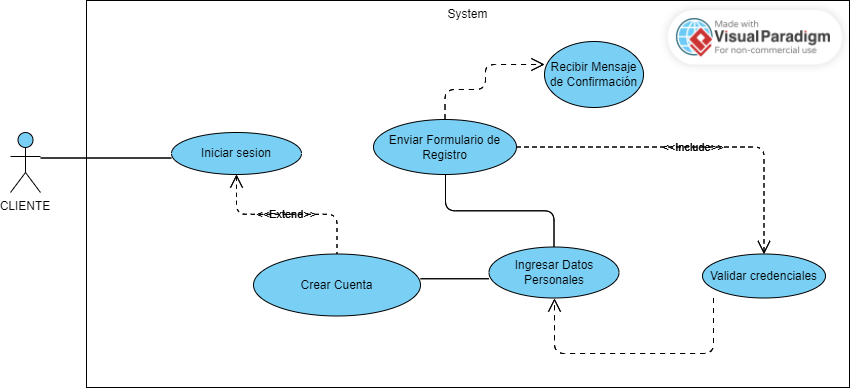 System
Made with
Visual Paradigm
For non-commercial use
Recibir Mensaje
de Confirmación
Enviar Formulario de
Registro
Iniciar sesion
<<Include>>
CLIENTE
<<Extend>>
Ingresar Datos
Personales
Validar credenciales
Crear Cuenta